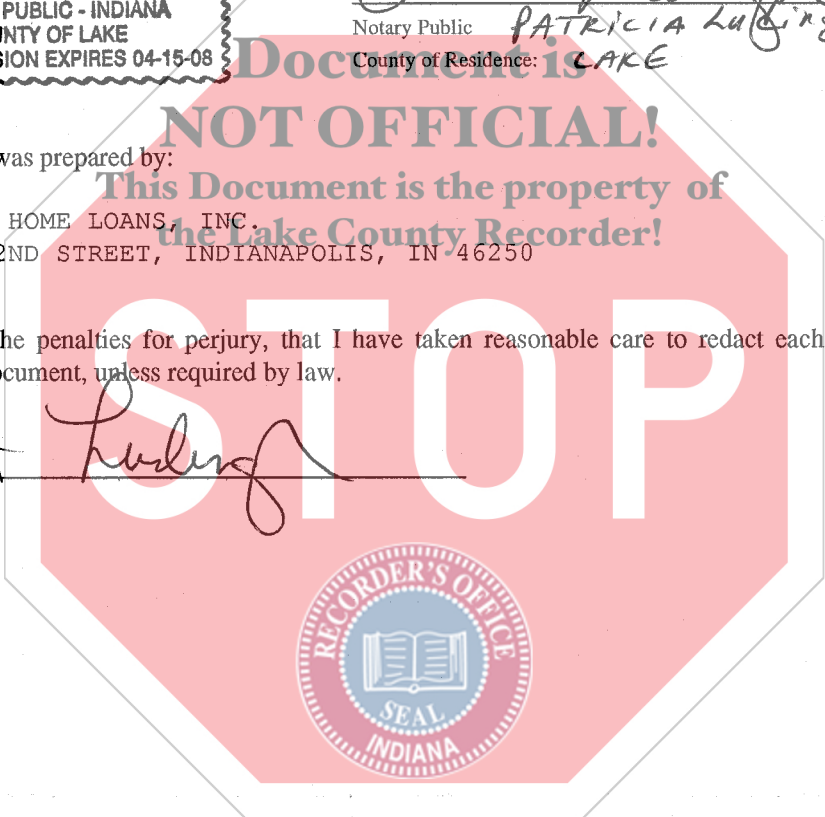 PUBLIC - INDIANA
NTY OF LAKE
SION EXPIRES 04-15-08
Notary Public PATRICIA
County of Residence: LAKE
Document is
NOT OFFICIAL!
This Document is the property of
the Lake County Recorder!
was prepared by:
HOME LOANS, INC.
2ND STREET, INDIANAPOLIS, IN 46250
he penalties for perjury, that I have taken reasonable care to redact each
ocument, unless required by law.
STOP
RECORDER'S OFFICE
SEAL
INDIANA